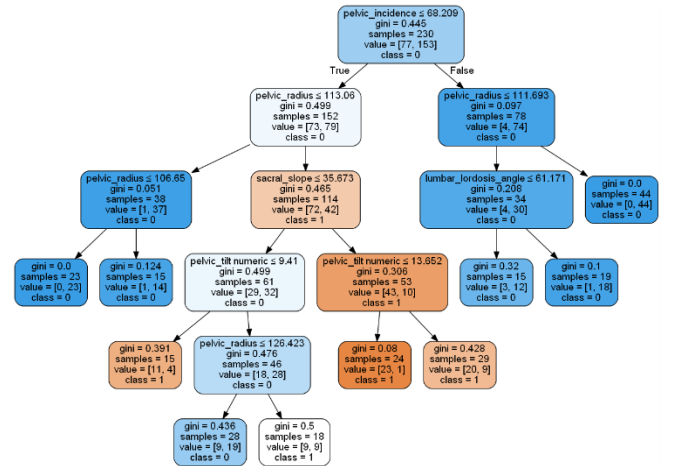 pelvic_incidence ≤ 68.209
gini = 0.445
samples = 230
value = [77, 153]
class = 0
True
False
pelvic_radius ≤ 113.06
gini = 0.499
samples = 152
value = [73, 79]
class = 0
pelvic_radius ≤ 111.693
gini = 0.097
samples = 78
value = [4, 74]
class = 0
pelvic_radius ≤ 106.65
gini = 0.051
samples = 38
value = [1, 37]
class = 0
sacral_slope ≤ 35.673
gini = 0.465
samples = 114
value = [72, 42]
class = 1
lumbar_lordosis_angle ≤ 61.171
gini = 0.208
samples = 34
value = [4, 30]
class = 0
gini = 0.0
samples = 44
value = [0, 44]
class = 0
gini = 0.0
samples = 23
value = [0, 23]
class = 0
gini = 0.124
samples = 15
value = [1, 14]
class = 0
pelvic_tilt numeric ≤ 9.41
gini = 0.499
samples = 61
value = [29, 32]
class = 0
pelvic_tilt numeric ≤ 13.652
gini = 0.306
samples = 53
value = [43, 10]
class = 1
gini = 0.32
samples = 15
value = [3, 12]
class = 0
gini = 0.1
samples = 19
value = [1, 18]
class = 0
gini = 0.391
samples = 15
value = [11, 4]
class = 1
pelvic_radius ≤ 126.423
gini = 0.476
samples = 46
value = [18, 28]
class = 0
gini = 0.08
samples = 24
value = [23, 1]
class = 1
gini = 0.428
samples = 29
value = [20, 9]
class = 1
gini = 0.436
samples = 28
value = [9, 19]
class = 0
gini = 0.5
samples = 18
value = [9, 9]
class = 1